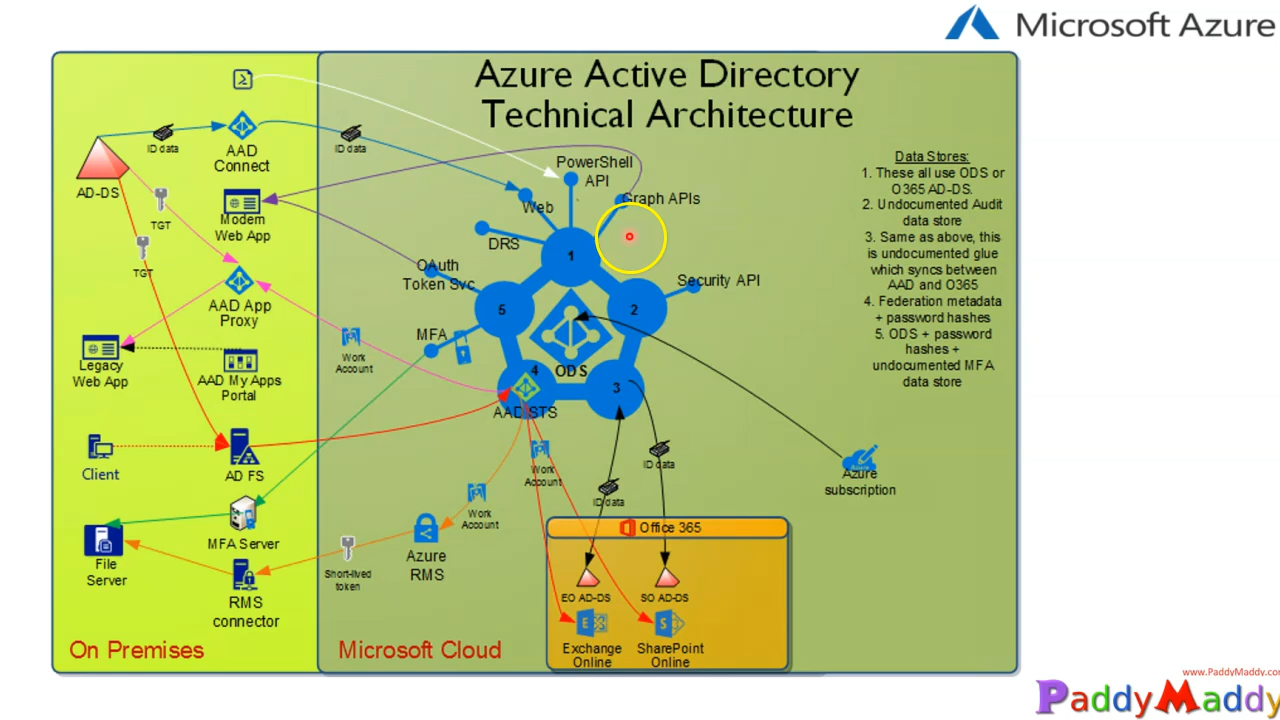 Microsoft Azure
Azure Active Directory
Technical Architecture
ID data
AAD
Connect
ID data
AD-DS
TGT
Modern
Web App
TGT
AAD App
Proxy
Legacy
Web App
AAD My Apps
Portal
Client
AD FS
MFA Server
File
Server
RMS
connector
On Premises
PowerShell
API
Graph APIs
Web
DRS
OAuth
Token Svc
MFA
Security API
1
2
3
4
5
ODS
AAD STS
Work
Account
Work
Account
Work
Account
Short-lived
token
Azure
RMS
ID data
ID data
Azure
subscription
Office 365
EO AD-DS
SO AD-DS
Exchange
Online
SharePoint
Online
Microsoft Cloud
Data Stores:
1. These all use ODS or
O365 AD-DS.
2. Undocumented Audit
data store
3. Same as above, this
is undocumented glue
which syncs between
AAD and O365
4. Federation metadata
+ password hashes
5. ODS + password
hashes +
undocumented MFA
data store
www.PaddyMaddy.com
PaddyMaddy